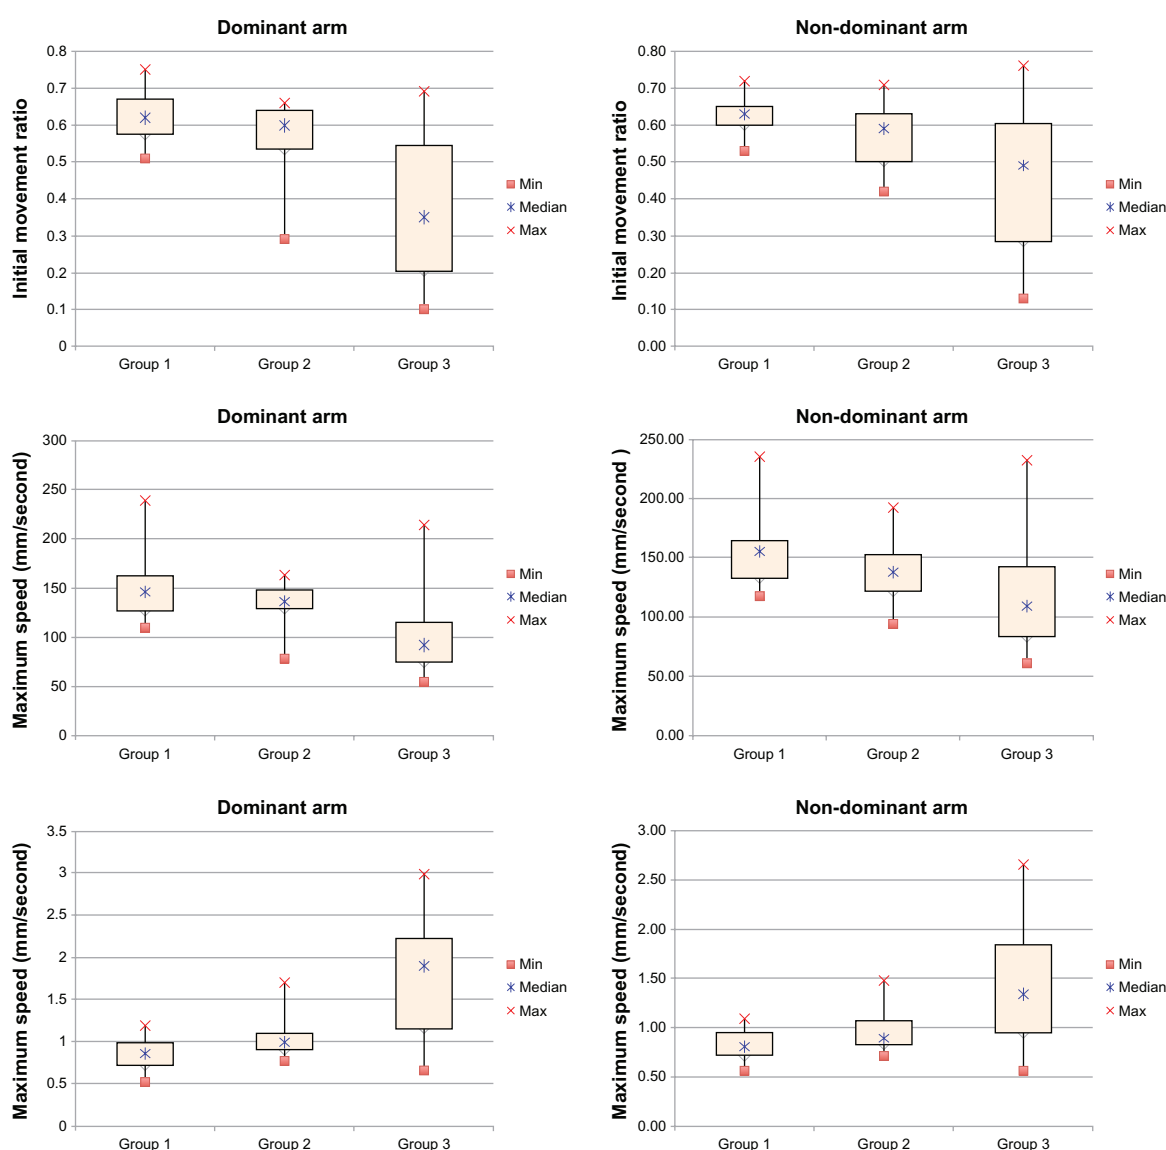 Dominant arm
Initial movement ratio
0.8
0.7
0.6
0.5
0.4
0.3
0.2
0.1
0
Group 1 Group 2 Group 3
Min
Median
Max
Non-dominant arm
Initial movement ratio
0.80
0.70
0.60
0.50
0.40
0.30
0.20
0.10
0.00
Group 1 Group 2 Group 3
Min
Median
Max
Dominant arm
Maximum speed (mm/second)
300
250
200
150
100
50
0
Group 1 Group 2 Group 3
Min
Median
Max
Non-dominant arm
Maximum speed (mm/second )
250.00
200.00
150.00
100.00
50.00
0.00
Group 1 Group 2 Group 3
Min
Median
Max
Dominant arm
Maximum speed (mm/second)
3.5
3
2.5
2
1.5
1
0.5
0
Group 1 Group 2 Group 3
Min
Median
Max
Non-dominant arm
Maximum speed (mm/second)
3.00
2.50
2.00
1.50
1.00
0.50
0.00
Group 1 Group 2 Group 3
Min
Median
Max